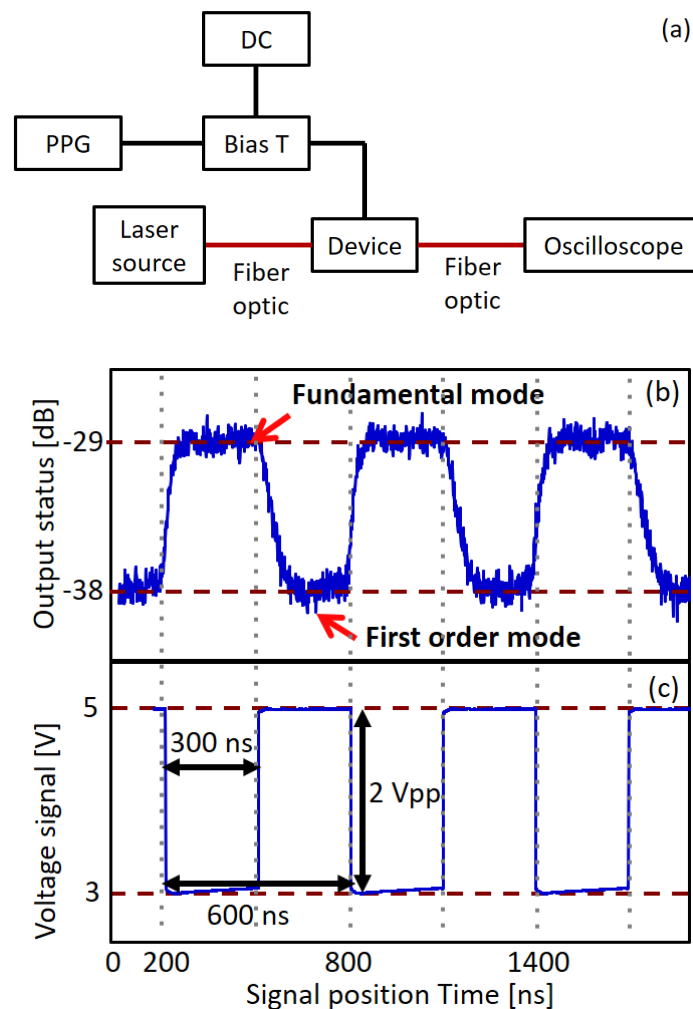 DC
(a)
PPG
Bias T
Laser
source
Device
Oscilloscope
Fiber
optic
Fiber
optic
(b)
Fundamental mode
Output status [dB]
-29
-38
First order mode
(c)
Voltage signal [V]
5
300 ns
2 Vpp
3
600 ns
0 200 800 1400
Signal position Time [ns]